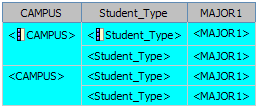 CAMPUS Student_Type MAJOR1
<CAMPUS> <Student_Type> <MAJOR1>
<Student_Type> <MAJOR1>
<CAMPUS> <Student_Type> <MAJOR1>
<Student_Type> <MAJOR1>